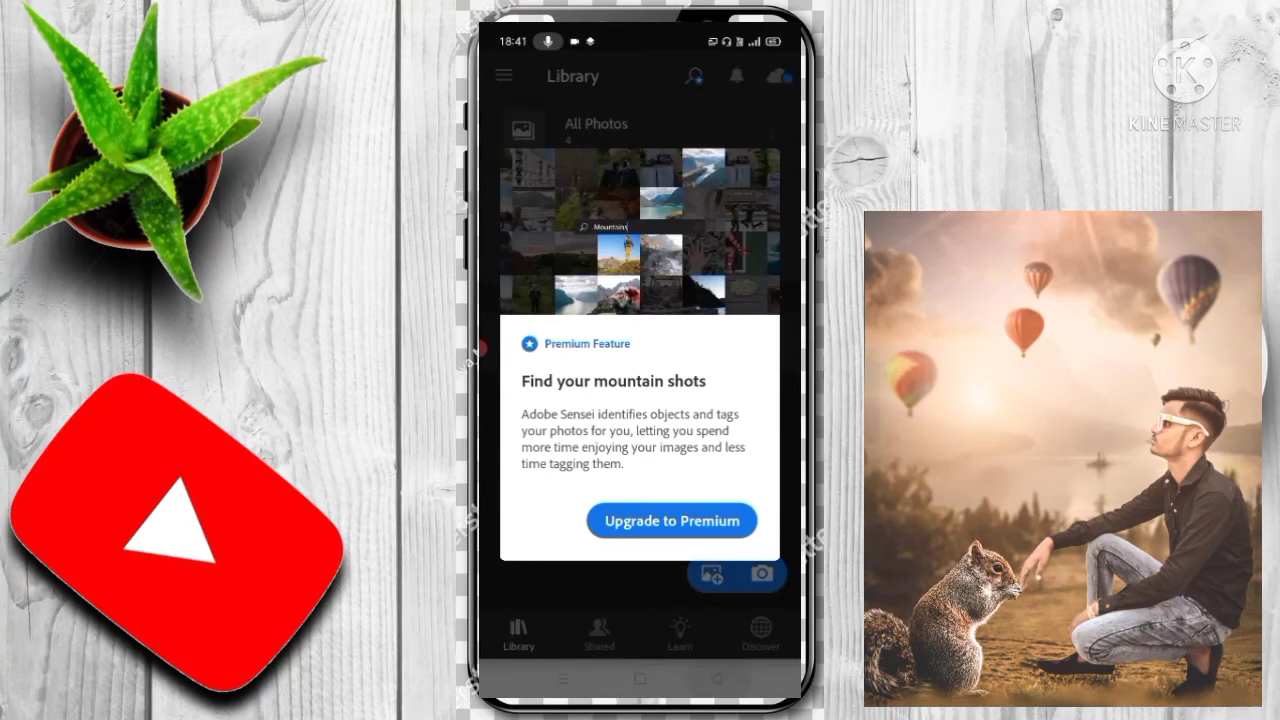 18:41
Library
KINEMASTER
All Photos
4
Mountains
Premium Feature
Find your mountain shots
Adobe Sensei identifies objects and tags
your photos for you, letting you spend
more time enjoying your images and less
time tagging them.
Upgrade to Premium
Library
Shared
Learn
Discover